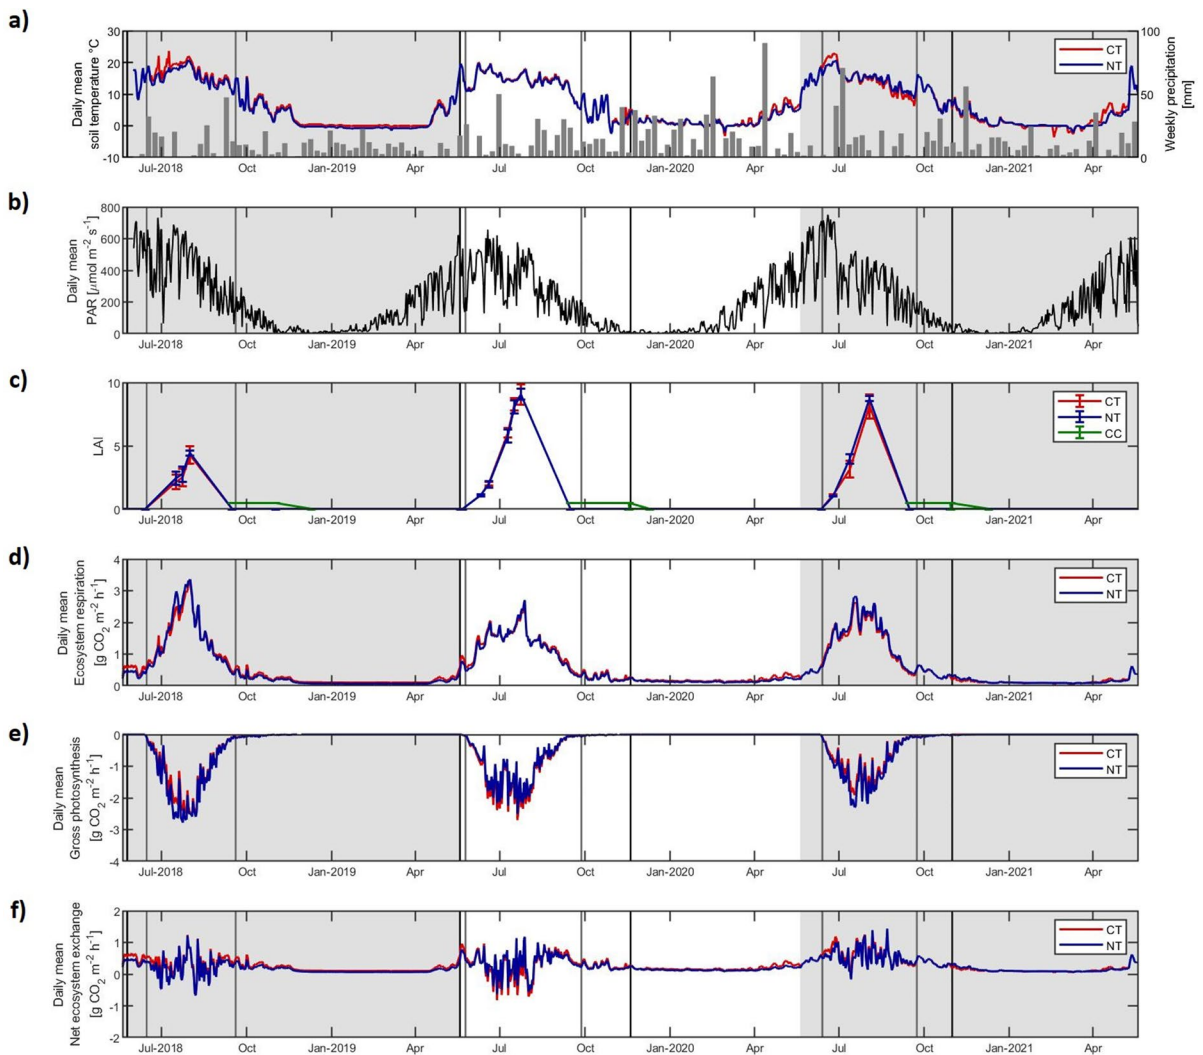 a)
Daily mean
soil temperature °C
30
20
10
0
-10
100
50
0
Weekly precipitation
[mm]
CT
NT
Jul-2018 Oct Jan-2019 Apr Jul Oct Jan-2020 Apr Jul Oct Jan-2021 Apr
b)
Daily mean
PAR [μmol m-2 s-1]
800
600
400
200
0
Jul-2018 Oct Jan-2019 Apr Jul Oct Jan-2020 Apr Jul Oct Jan-2021 Apr
c)
LAI
10
5
0
CT
NT
CC
Jul-2018 Oct Jan-2019 Apr Jul Oct Jan-2020 Apr Jul Oct Jan-2021 Apr
d)
Daily mean
Ecosystem respiration
[g CO2 m-2 h-1]
4
3
2
1
0
CT
NT
Jul-2018 Oct Jan-2019 Apr Jul Oct Jan-2020 Apr Jul Oct Jan-2021 Apr
e)
Daily mean
Gross photosynthesis
[g CO2 m-2 h-1]
0
-1
-2
-3
-4
CT
NT
Jul-2018 Oct Jan-2019 Apr Jul Oct Jan-2020 Apr Jul Oct Jan-2021 Apr
f)
Daily mean
Net ecosystem exchange
[g CO2 m-2 h-1]
2
1
0
-1
-2
CT
NT
Jul-2018 Oct Jan-2019 Apr Jul Oct Jan-2020 Apr Jul Oct Jan-2021 Apr